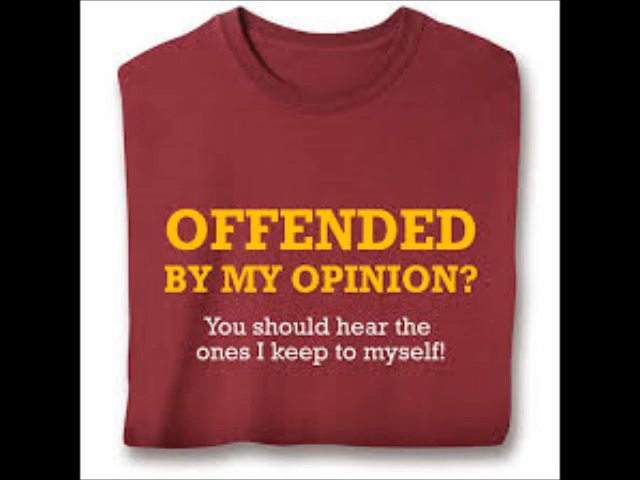 OFFENDED
BY MY OPINION?
You should hear the
ones I keep to myself!